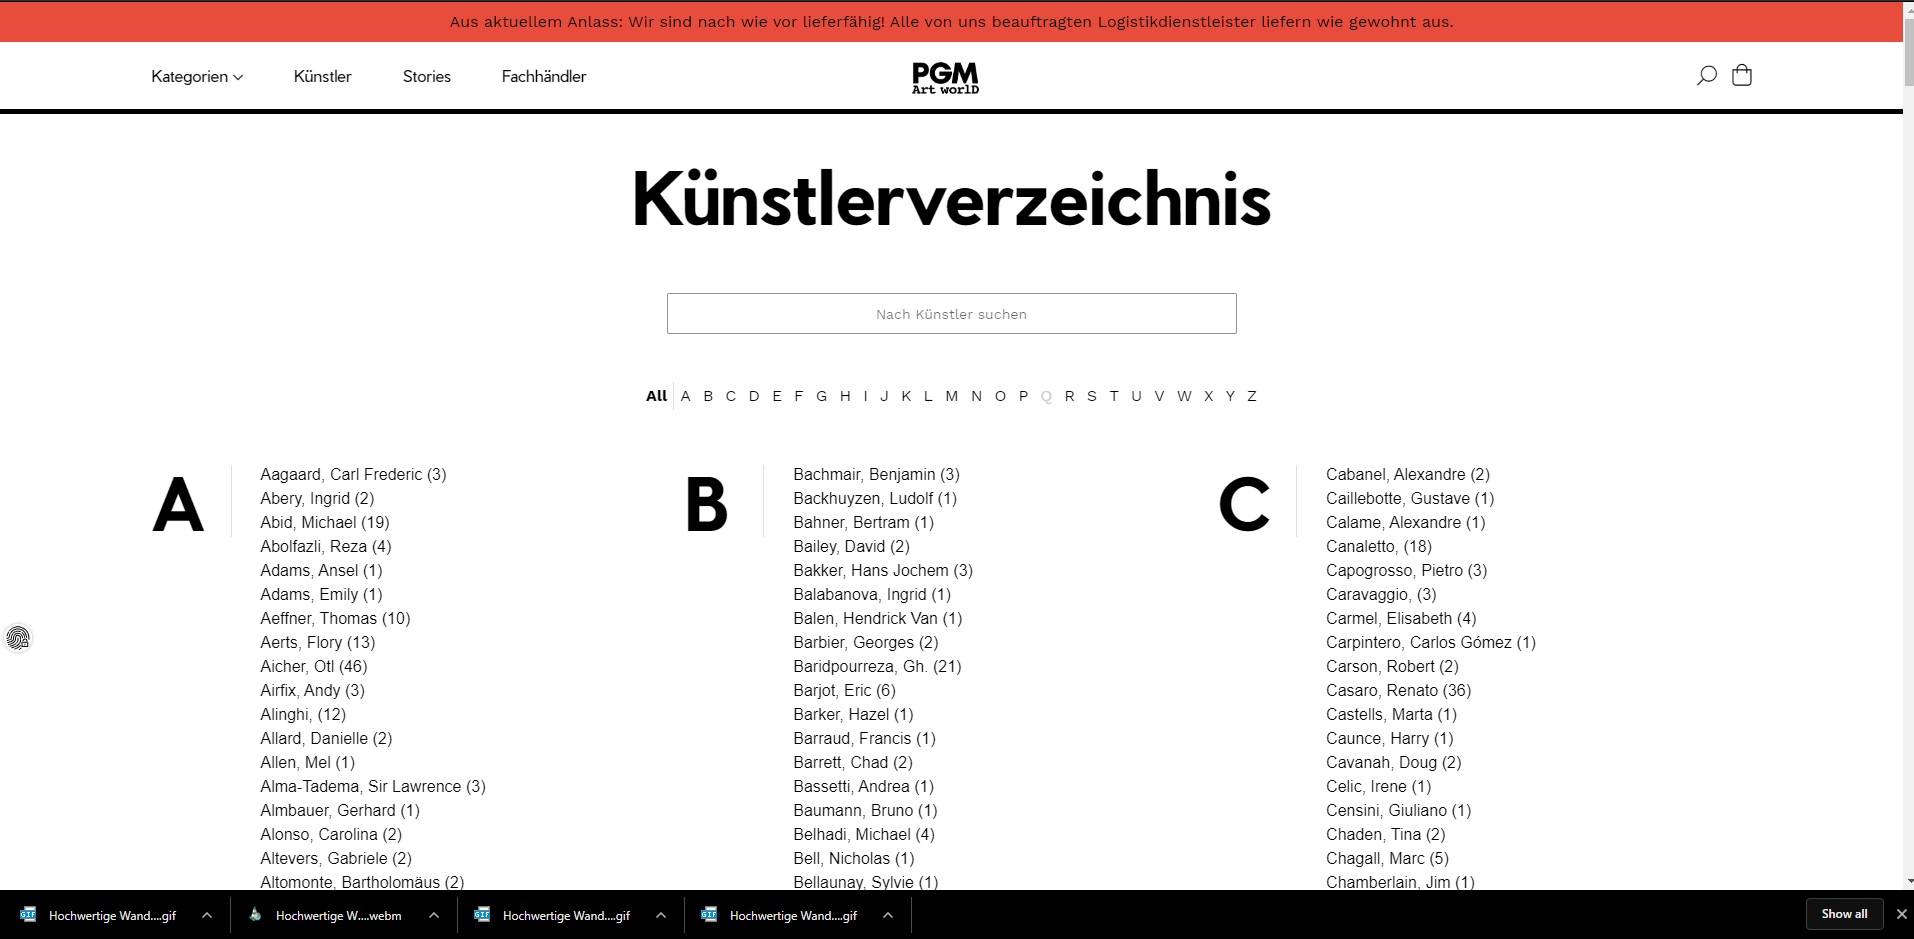 Aus aktuellem Anlass: Wir sind nach wie vor lieferfähig! Alle von uns beauftragten Logistikdienstleister liefern wie gewohnt aus.
Kategorien Künstler Stories Fachhändler
PGM
Art worlD
Künstlerverzeichnis
Nach Künstler suchen
All A B C D E F G H I J K L M N O P Q R S T U V W X Y Z
A
Aagaard, Carl Frederic (3)
Abery, Ingrid (2)
Abid, Michael (19)
Abolfazli, Reza (4)
Adams, Ansel (1)
Adams, Emily (1)
Aeffner, Thomas (10)
Aerts, Flory (13)
Aicher, Otl (46)
Airfix, Andy (3)
Alinghi, (12)
Allard, Danielle (2)
Allen, Mel (1)
Alma-Tadema, Sir Lawrence (3)
Almbauer, Gerhard (1)
Alonso, Carolina (2)
Altevers, Gabriele (2)
Altomonte, Bartholomäus (2)
B
Bachmair, Benjamin (3)
Backhuyzen, Ludolf (1)
Bahner, Bertram (1)
Bailey, David (2)
Bakker, Hans Jochem (3)
Balabanova, Ingrid (1)
Balen, Hendrick Van (1)
Barbier, Georges (2)
Baridpourreza, Gh. (21)
Barjot, Eric (6)
Barker, Hazel (1)
Barraud, Francis (1)
Barrett, Chad (2)
Bassetti, Andrea (1)
Baumann, Bruno (1)
Belhadi, Michael (4)
Bell, Nicholas (1)
Bellaunay, Sylvie (1)
C
Cabanel, Alexandre (2)
Caillebotte, Gustave (1)
Calame, Alexandre (1)
Canaletto, (18)
Capogrosso, Pietro (3)
Caravaggio, (3)
Carmel, Elisabeth (4)
Carpintero, Carlos Gómez (1)
Carson, Robert (2)
Casaro, Renato (36)
Castells, Marta (1)
Caunce, Harry (1)
Cavanah, Doug (2)
Celic, Irene (1)
Censini, Giuliano (1)
Chaden, Tina (2)
Chagall, Marc (5)
Chamberlain, Jim (1)
GIF Hochwertige Wand....gif
Hochwertige W....webm
GIF Hochwertige Wand....gif
GIF Hochwertige Wand....gif
Show all